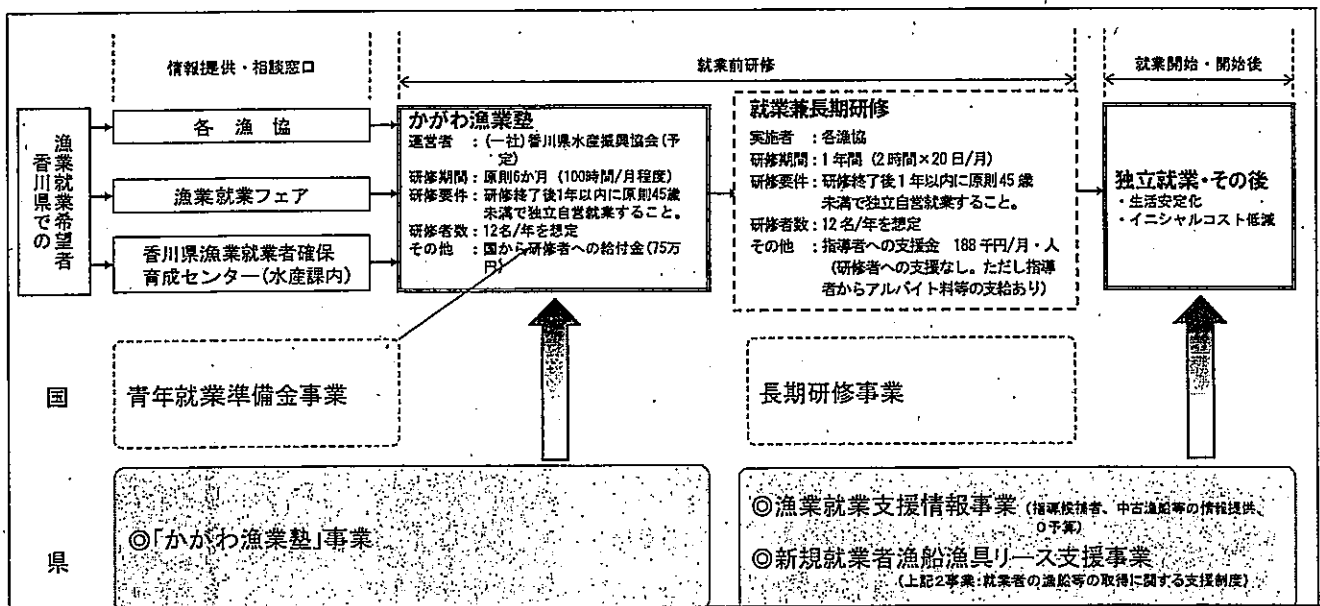 情報提供・相談窓口
就業前研修
就業開始・開始後
香川県での
漁業就業希望者
各漁協
漁業就業フェア
香川県漁業就業者確保
育成センター(水産課内)
かがわ漁業塾
運営者 :(一社)香川県水産振興協会(予
定)
研修期間:原則6か月(100時間/月程度)
研修要件:研修終了後1年以内に原則45歳
未満で独立自営就業すること。
研修者数:12名/年を想定
その他 :国から研修者への給付金(75万
円)
就業兼長期研修
実施者 :各漁協
研修期間:1年間(2時間×20日/月)
研修要件:研修終了後1年以内に原則45歳
未満で独立自営就業すること。
研修者数:12名/年を想定
その他 :指導者への支援金 188千円/月・人
(研修者への支援なし。ただし指導
者からアルバイト料等の支給あり)
独立就業・その後
・生活安定化
・イニシャルコスト低減
国
青年就業準備金事業
長期研修事業
県
◎「かがわ漁業塾」事業
◎漁業就業支援情報事業(指導候補者、中古漁船等の情報提供、
0予算)
◎新規就業者漁船漁具リース支援事業
(上記2事業:就業者の漁船等の取得に関する支援制度)